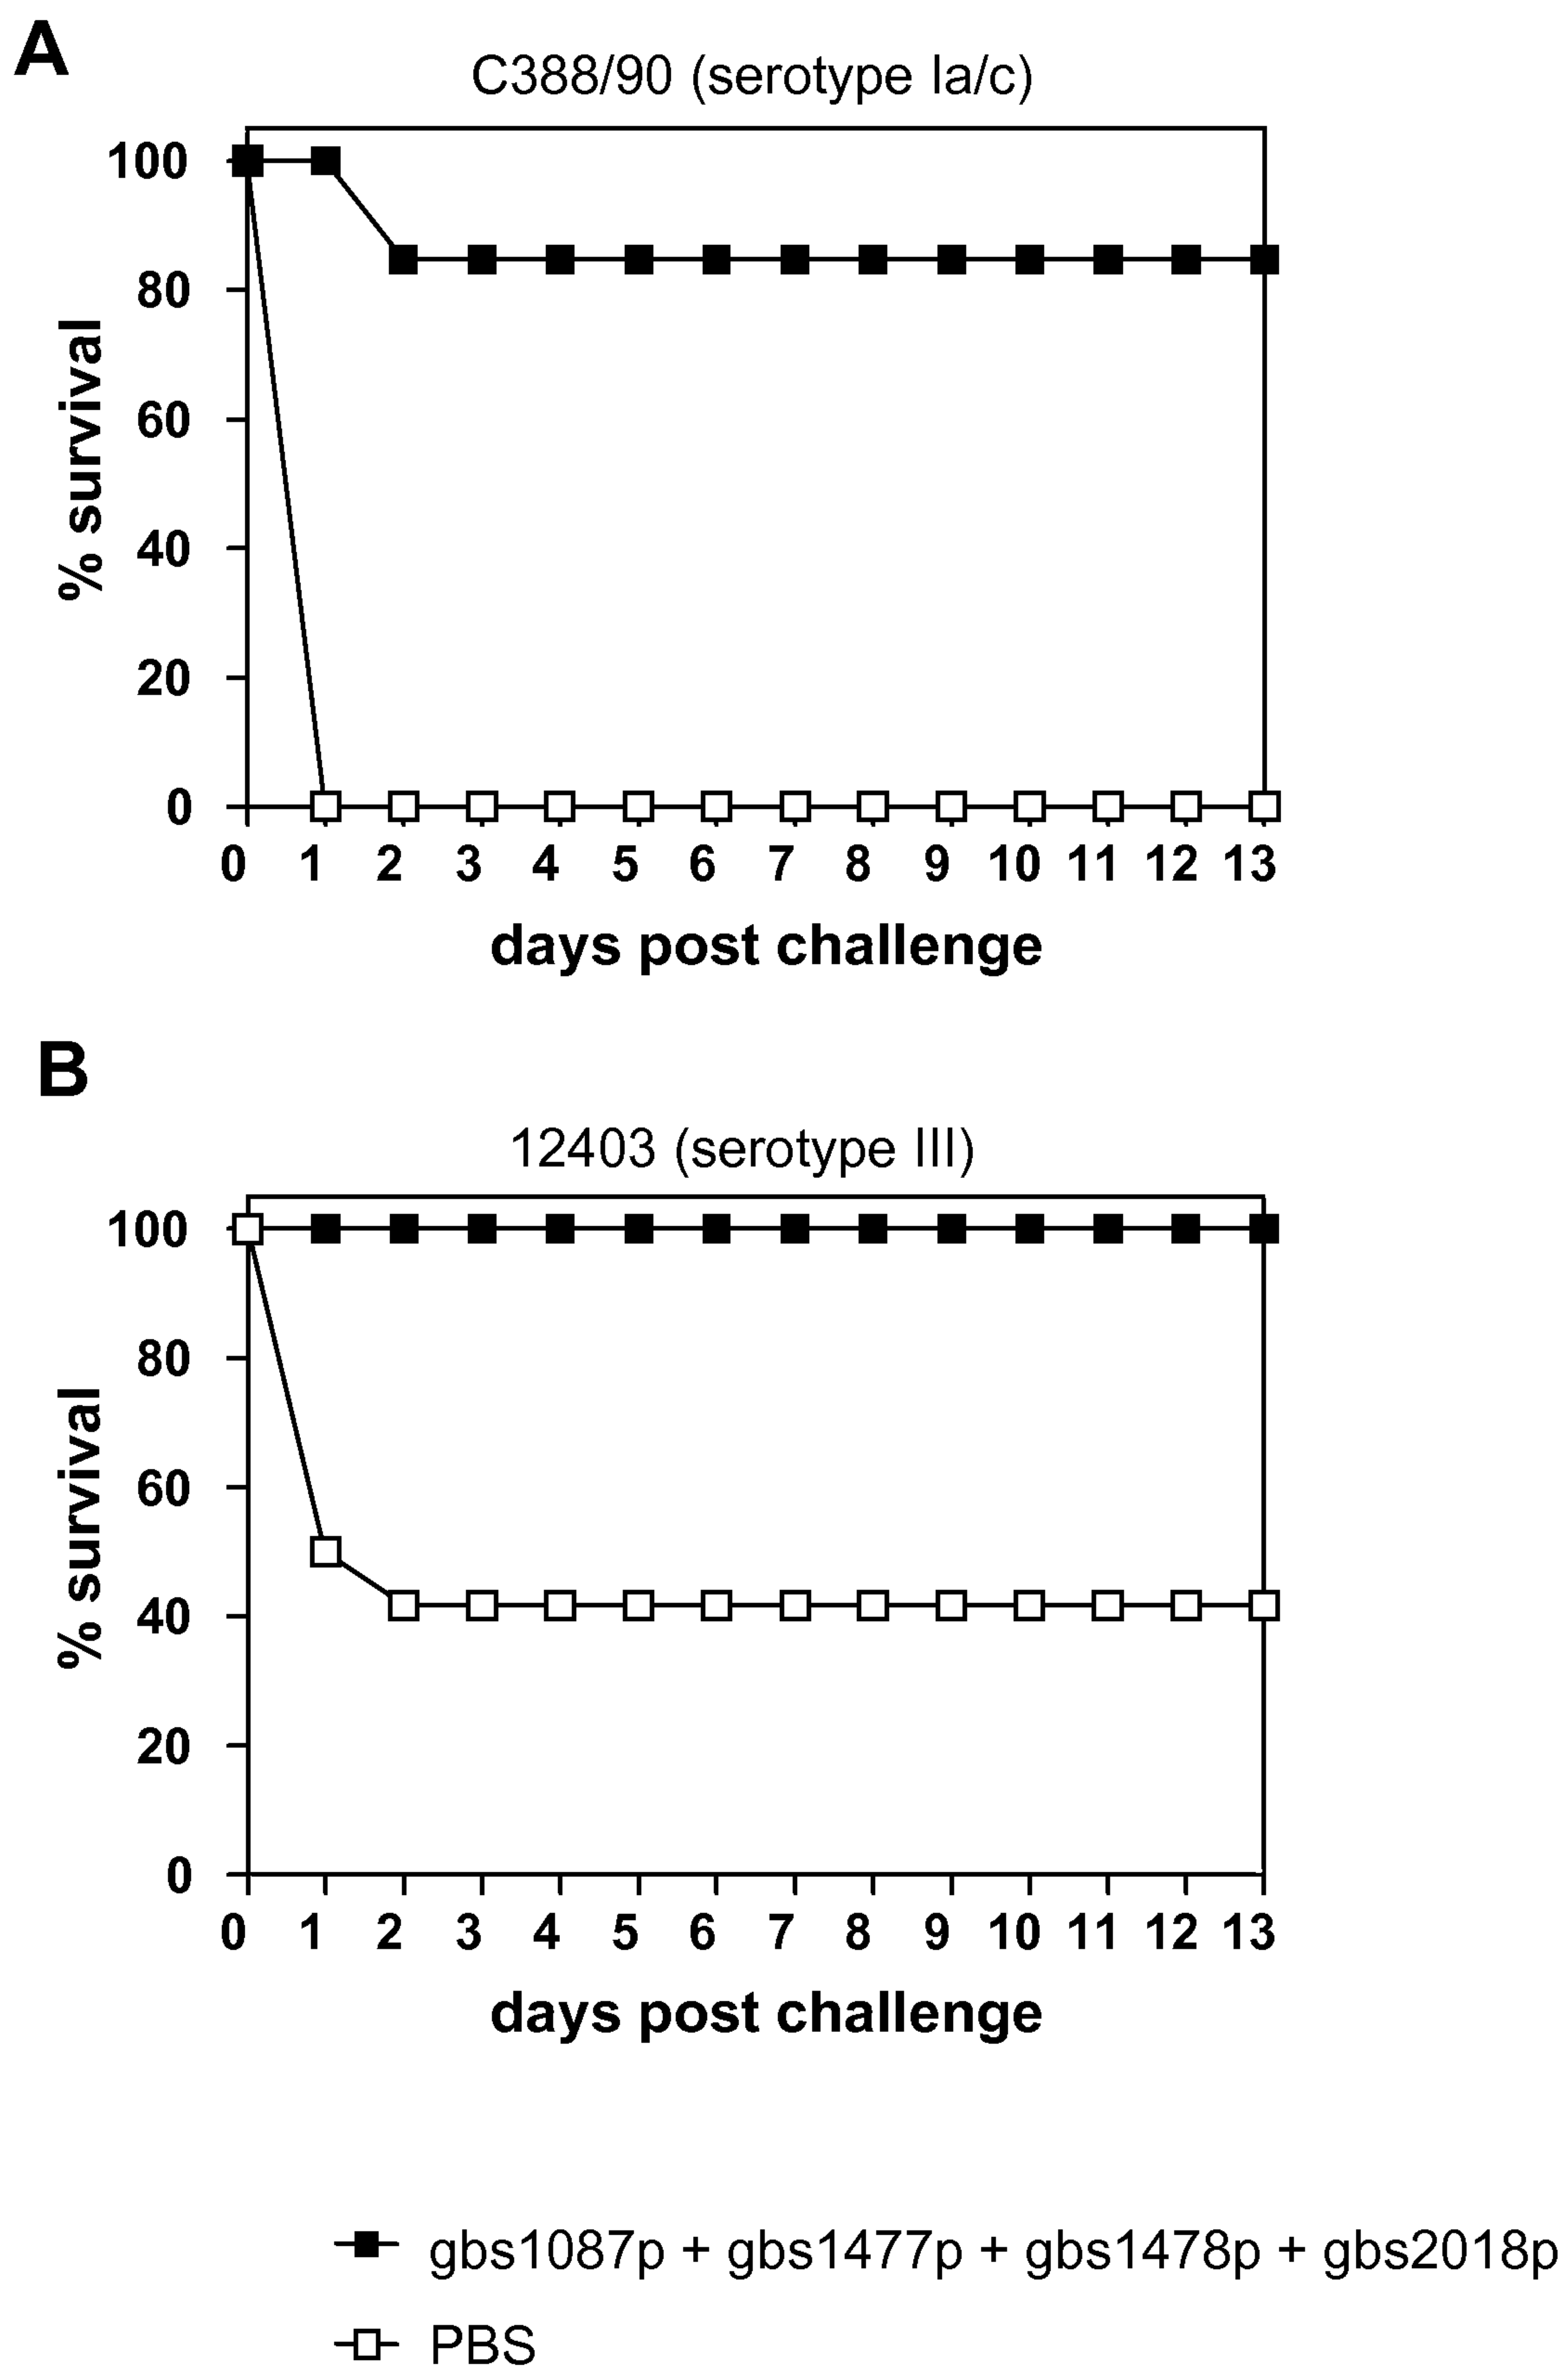 A
C388/90 (serotype Ia/c)
100
80
60
40
20
0
% survival
0 1 2 3 4 5 6 7 8 9 10 11 12 13
days post challenge
B
12403 (serotype III)
100
80
60
40
20
0
% survival
0 1 2 3 4 5 6 7 8 9 10 11 12 13
days post challenge
gbs1087p + gbs1477p + gbs1478p + gbs2018p
PBS